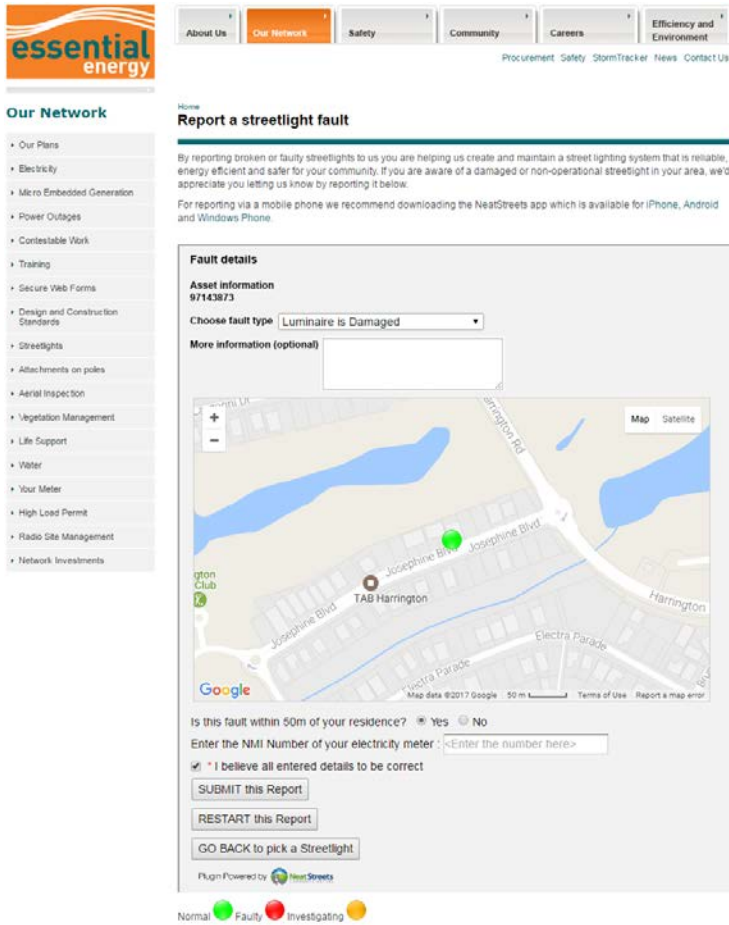 essential
energy
About Us
Our Network
Safety
Community
Careers
Efficiency and
Environment
Procurement Safety StormTracker News Contact Us
Our Network
Our Plans
Electricity
Micro Embedded Generation
Power Outages
Contestable Work
Training
Secure Web Forms
Design and Construction
Standards
Streetlights
Attachments on poles
Aerial Inspection
Vegetation Management
Life Support
Water
Your Meter
High Load Permit
Radio Site Management
Network Investments
Home
Report a streetlight fault
By reporting broken or faulty streetlights to us you are helping us create and maintain a street lighting system that is reliable,
energy efficient and safer for your community. If you are aware of a damaged or non-operational streetlight in your area, we'd
appreciate you letting us know by reporting it below.
For reporting via a mobile phone we recommend downloading the NeatStreets app which is available for iPhone, Android
and Windows Phone.
Fault details
Asset information
97143873
Choose fault type Luminaire is Damaged
More information (optional)
+
−
Map Satellite
Harrington Rd
Josephine Blvd
Josephine Blvd
TAB Harrington
Josephine Blvd
gton
Club
Harrington
Electra Parade
Electra Parade
Google
Map data ©2017 Google 50 m Terms of Use Report a map error
Is this fault within 50m of your residence? Yes No
Enter the NMI Number of your electricity meter : <Enter the number here>
* I believe all entered details to be correct
SUBMIT this Report
RESTART this Report
GO BACK to pick a Streetlight
Plugin Powered by NeatStreets
Normal Faulty Investigating